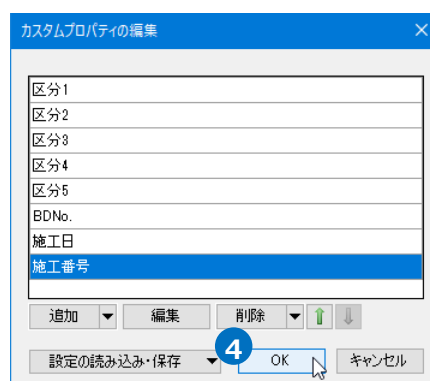 カスタムプロパティの編集
区分1
区分2
区分3
区分4
区分5
BDNo.
施工日
施工番号
追加 編集 削除
4
設定の読み込み・保存 OK キャンセル